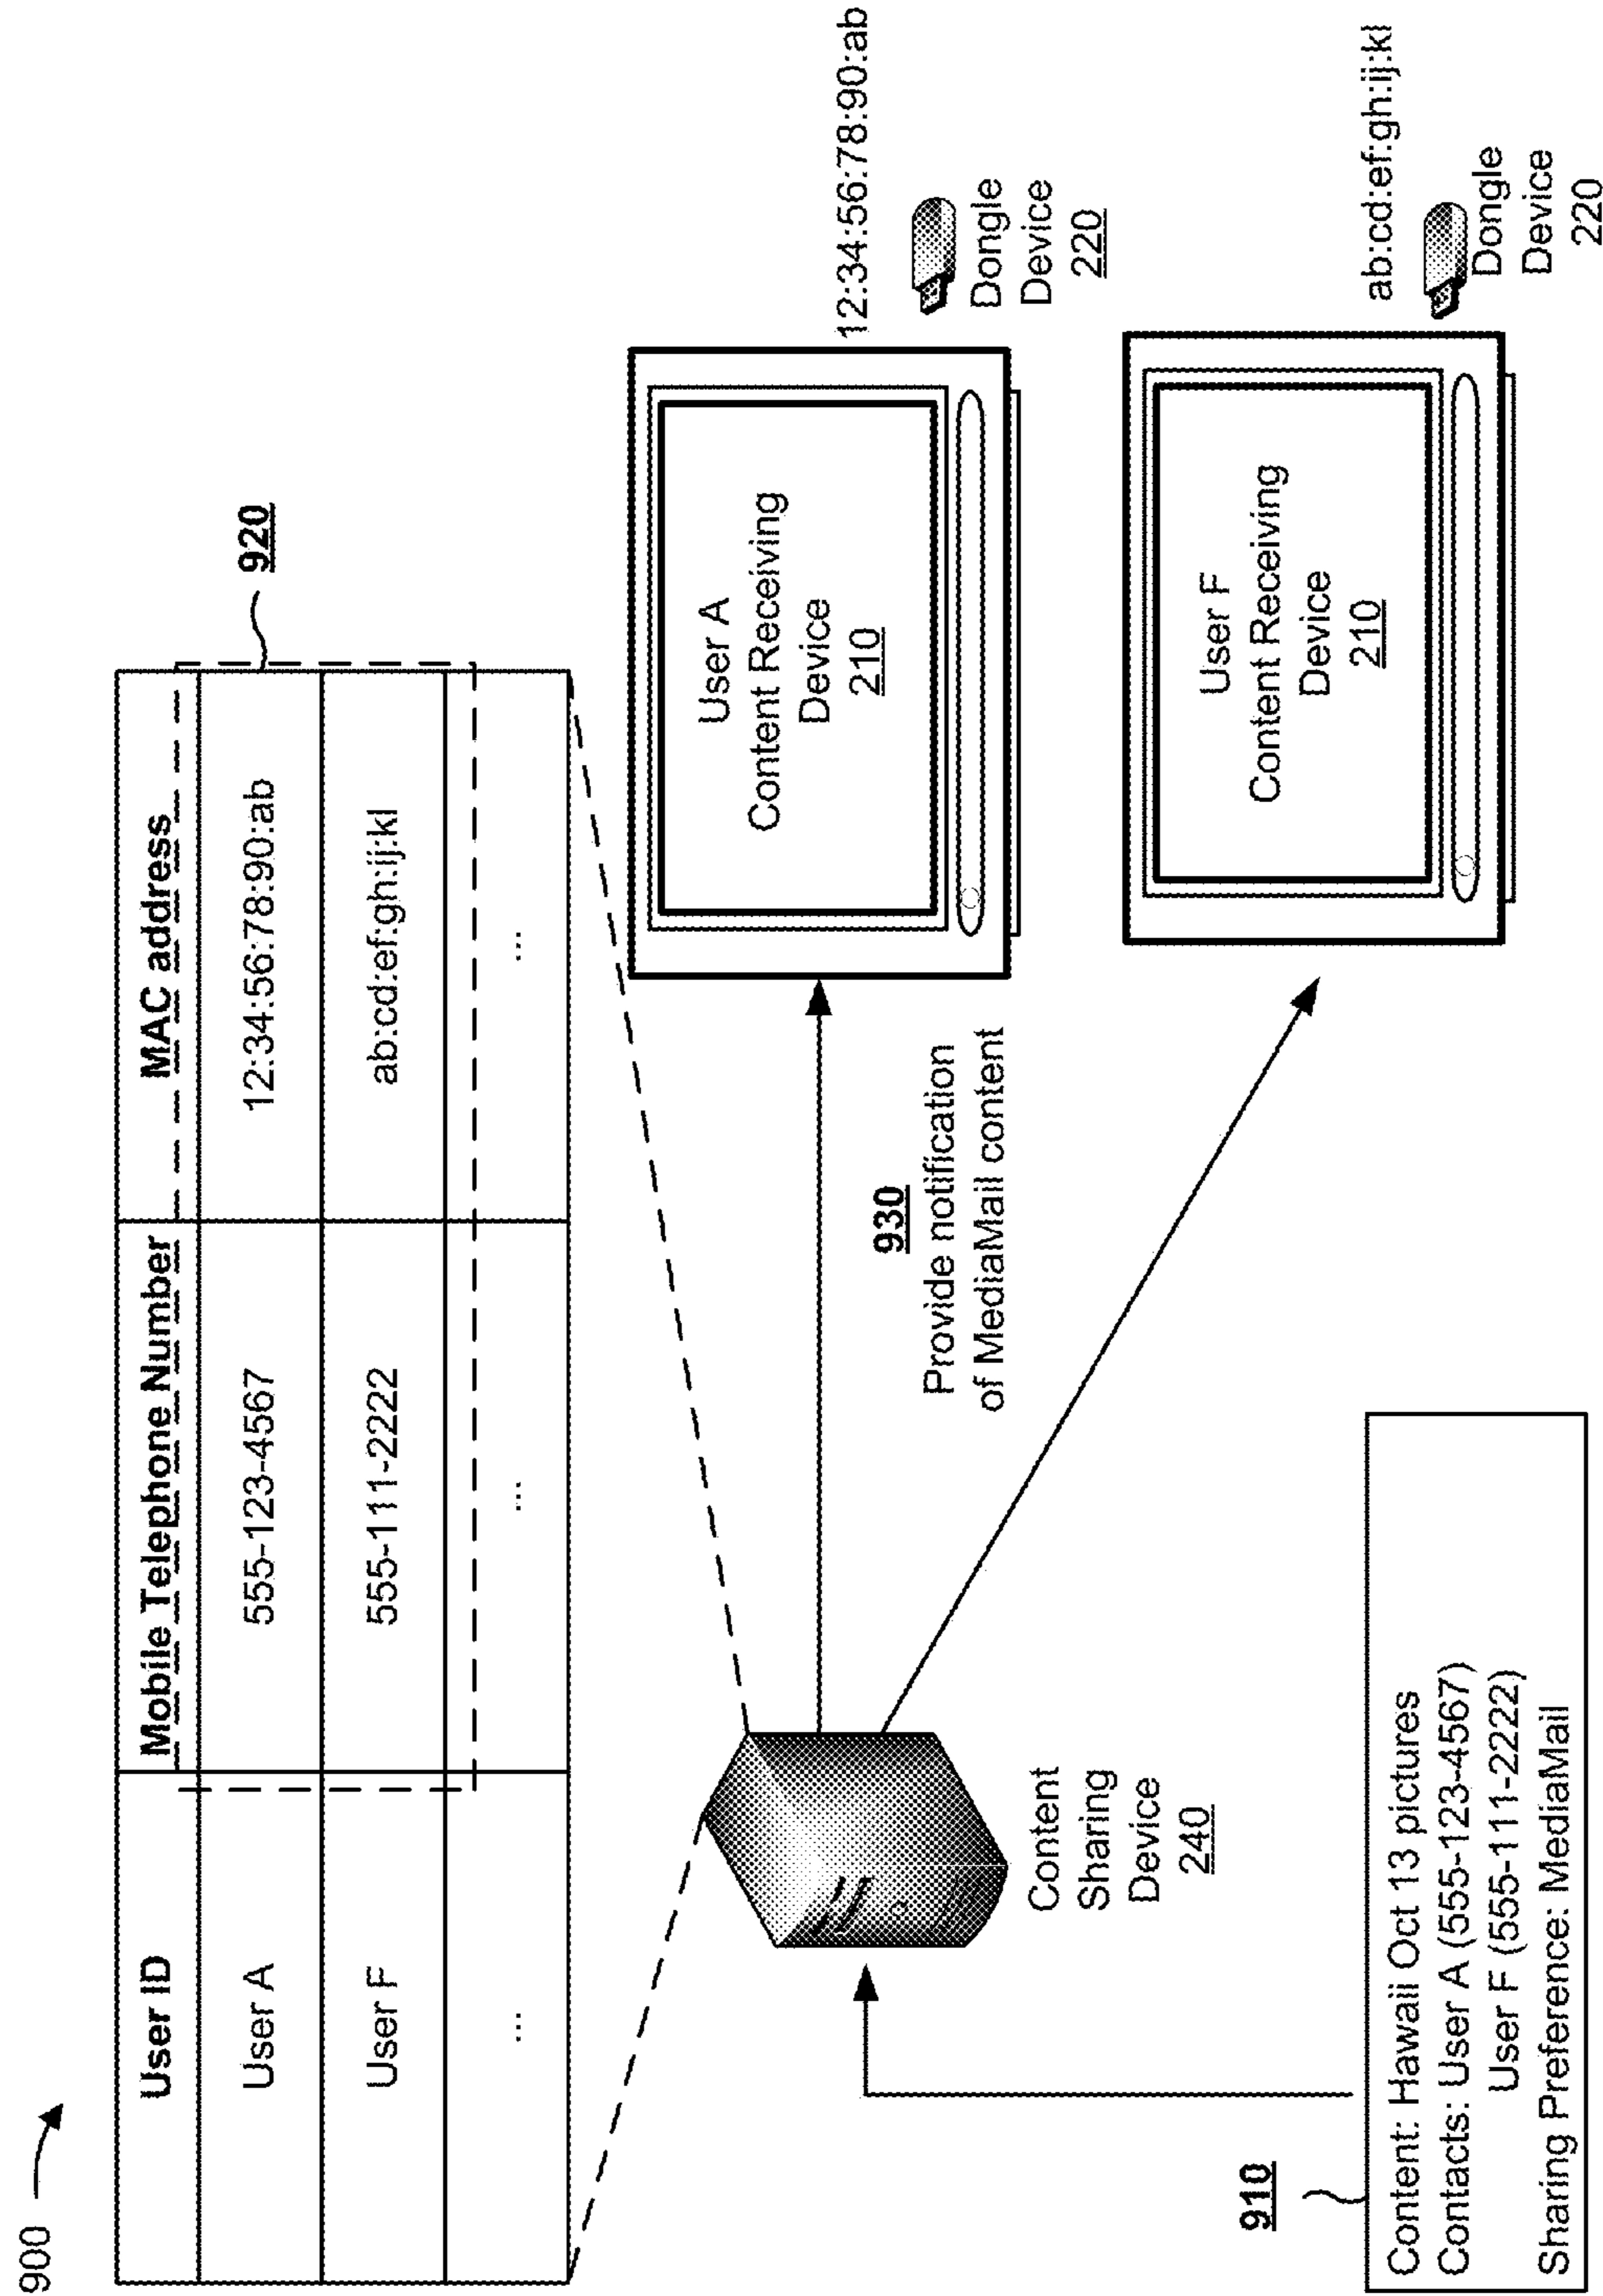 900
User ID
Mobile Telephone Number
MAC address
User A
555-123-4567
12:34:56:78:90:ab
User F
555-111-2222
ab:cd:ef:gh:ij:kl
...
...
...
920
910
Content: Hawaii Oct 13 pictures
Contacts: User A (555-123-4567)
User F (555-111-2222)
Sharing Preference: MediaMail
Content
Sharing
Device
240
930
Provide notification
of MediaMail content
User A
Content Receiving
Device
210
12:34:56:78:90:ab
Dongle
Device
220
User F
Content Receiving
Device
210
ab:cd:ef:gh:ij:kl
Dongle
Device
220